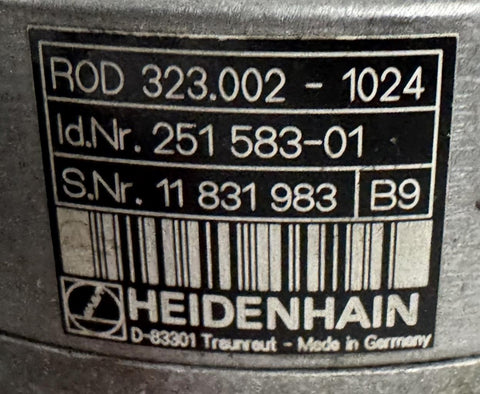 ROD 323.002 - 1024
Id.Nr. 251 583-01
S.Nr. 11 831 983 B9
HEIDENHAIN
D-83301 Traunreut - Made in Germany